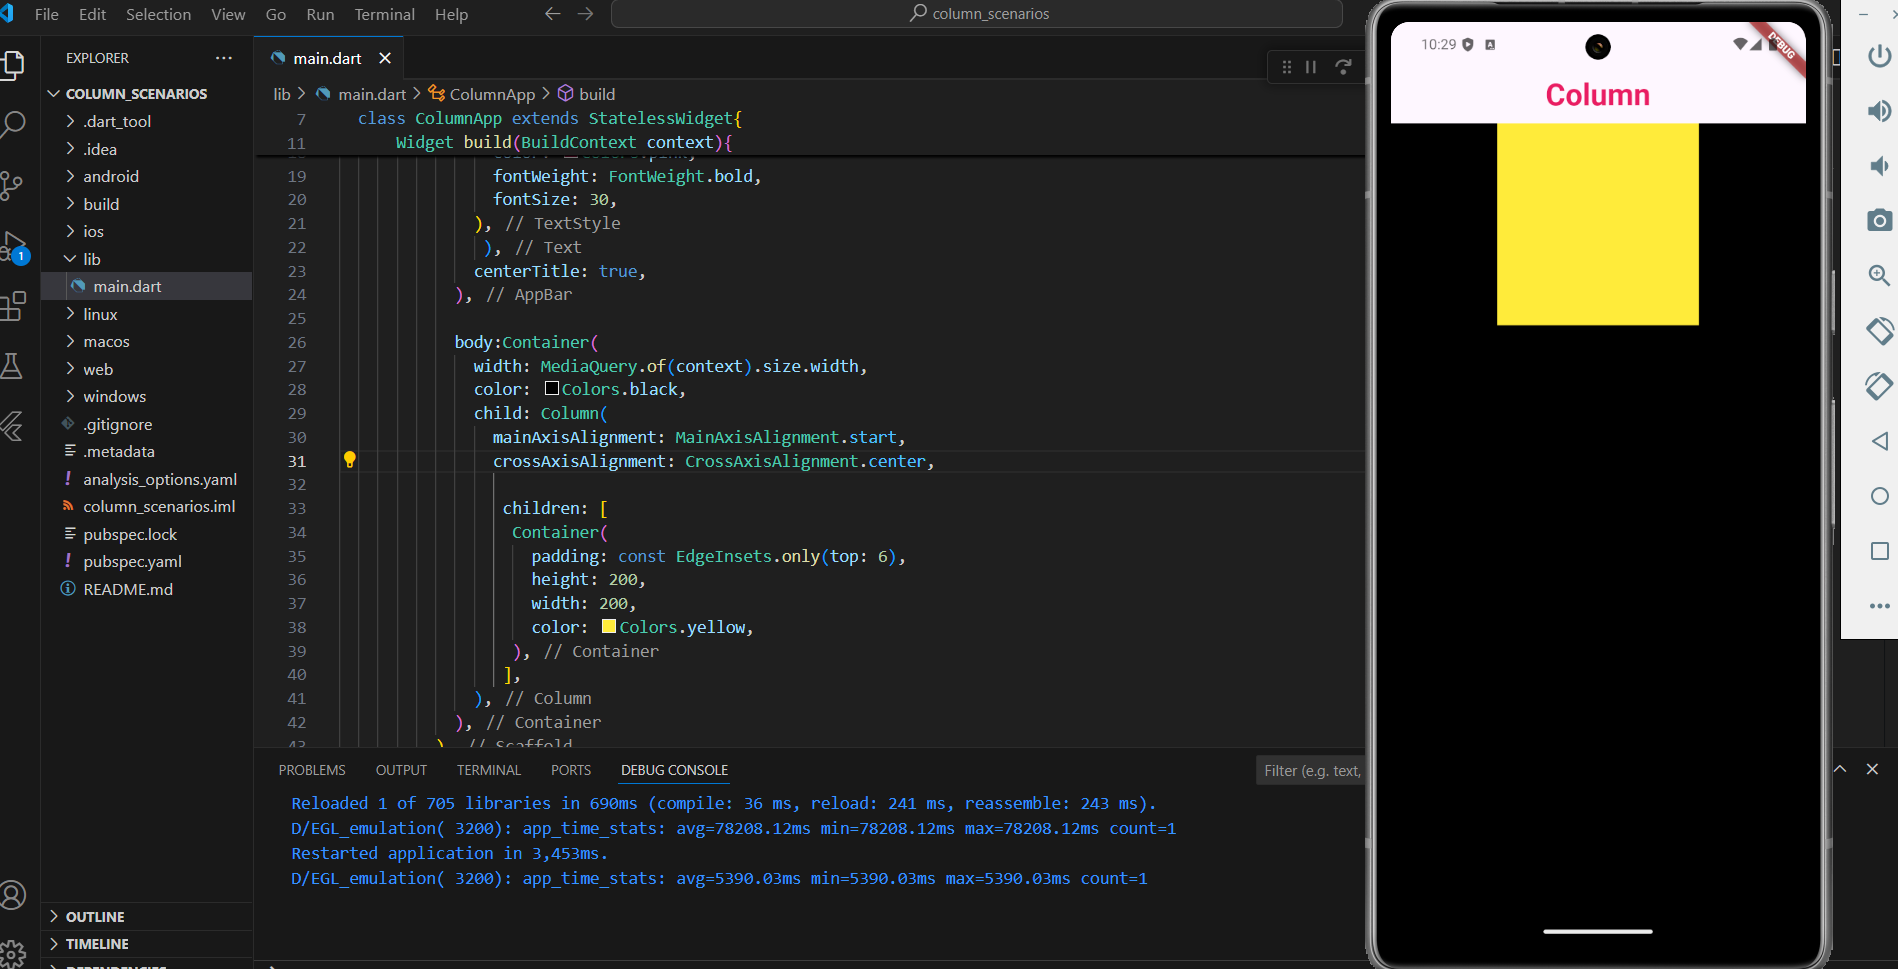 File Edit Selection View Go Run Terminal Help
column_scenarios
EXPLORER
COLUMN_SCENARIOS
.dart_tool
.idea
android
build
ios
lib
main.dart
linux
macos
web
windows
.gitignore
.metadata
analysis_options.yaml
column_scenarios.iml
pubspec.lock
pubspec.yaml
README.md
OUTLINE
TIMELINE
DEPENDENCIES
1
main.dart
lib > main.dart > ColumnApp > build
7 class ColumnApp extends StatelessWidget{
11 Widget build(BuildContext context){
color: Colors.pink,
19 fontWeight: FontWeight.bold,
20 fontSize: 30,
21 ), // TextStyle
22 ), // Text
23 centerTitle: true,
24 ), // AppBar
25
26 body:Container(
27 width: MediaQuery.of(context).size.width,
28 color: Colors.black,
29 child: Column(
30 mainAxisAlignment: MainAxisAlignment.start,
31 crossAxisAlignment: CrossAxisAlignment.center,
32
33 children: [
34 Container(
35 padding: const EdgeInsets.only(top: 6),
36 height: 200,
37 width: 200,
38 color: Colors.yellow,
39 ), // Container
40 ],
41 ), // Column
42 ), // Container
43 ), // Scaffold
PROBLEMS OUTPUT TERMINAL PORTS DEBUG CONSOLE
Filter (e.g. text,
Reloaded 1 of 705 libraries in 690ms (compile: 36 ms, reload: 241 ms, reassemble: 243 ms).
D/EGL_emulation( 3200): app_time_stats: avg=78208.12ms min=78208.12ms max=78208.12ms count=1
Restarted application in 3,453ms.
D/EGL_emulation( 3200): app_time_stats: avg=5390.03ms min=5390.03ms max=5390.03ms count=1
10:29
DEBUG
Column